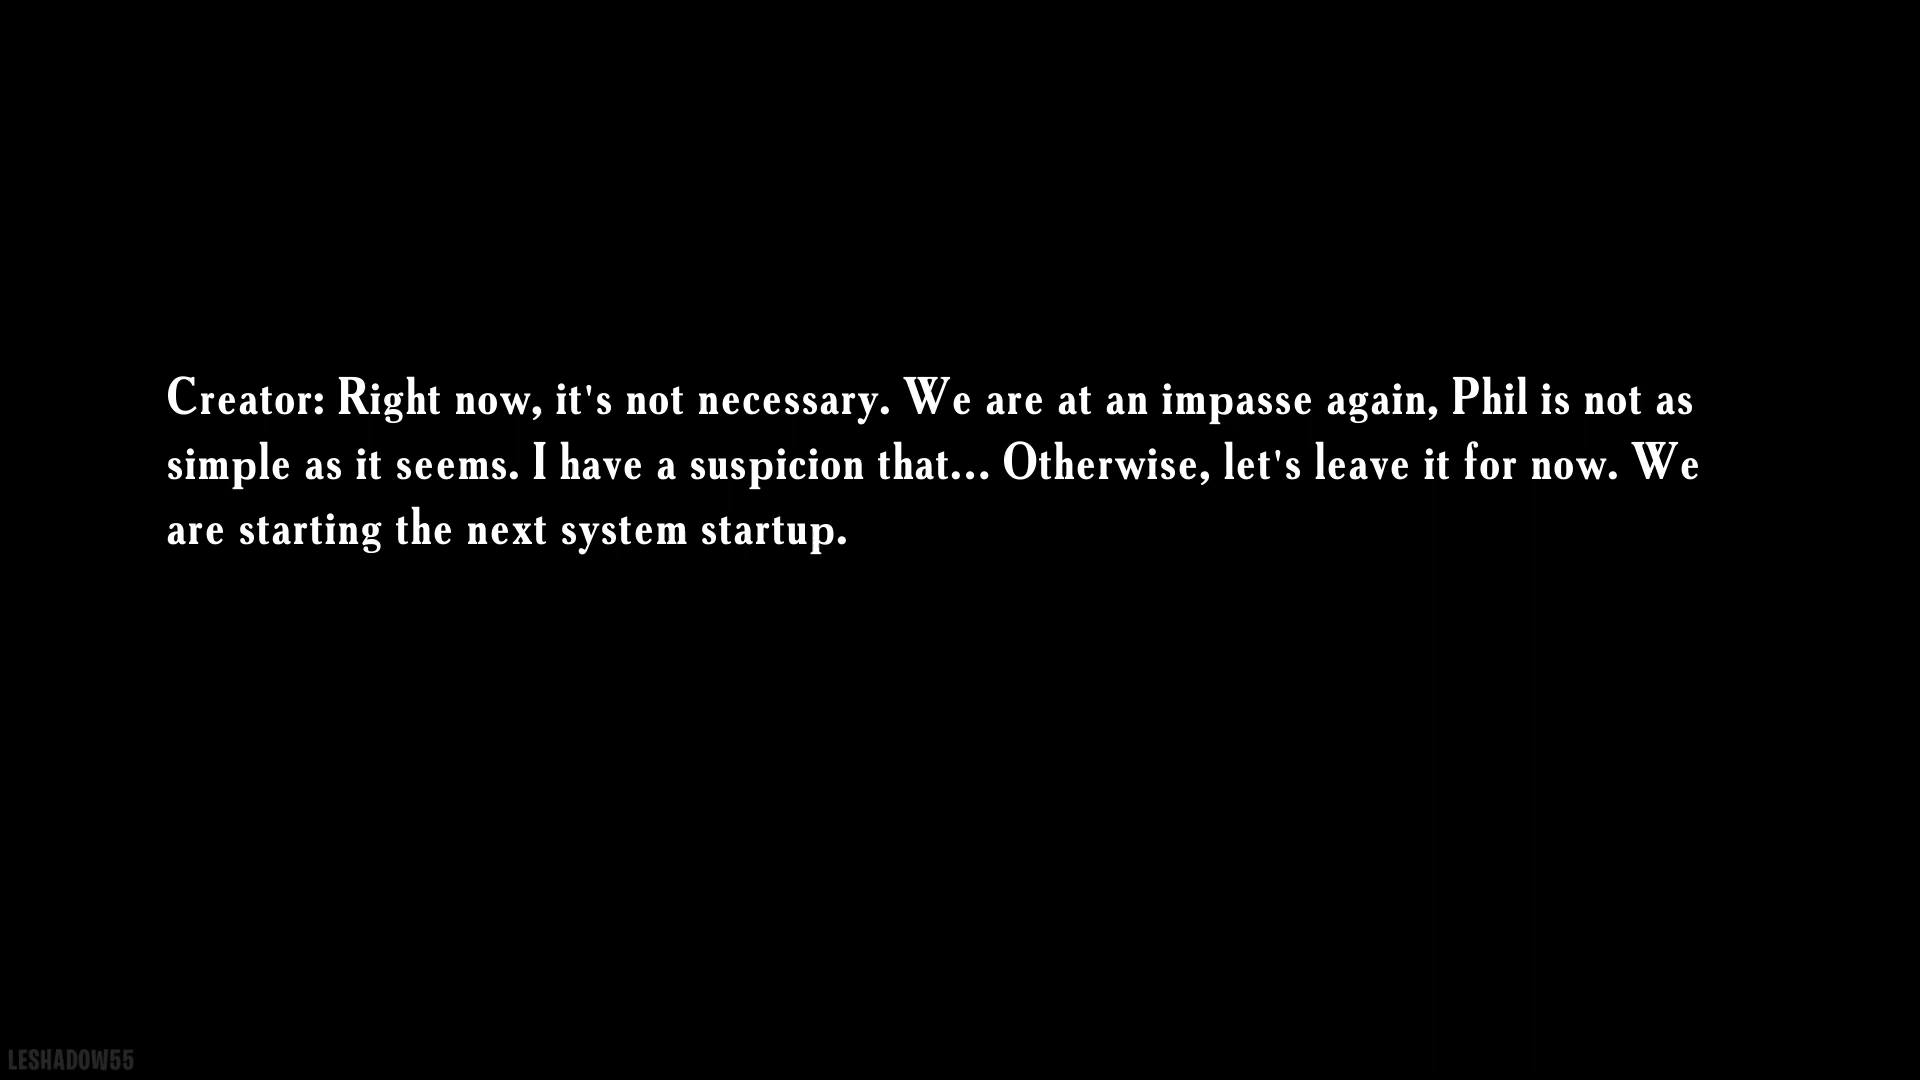 Creator: Right now, it's not necessary. We are at an impasse again, Phil is not as
simple as it seems. I have a suspicion that... Otherwise, let's leave it for now. We
are starting the next system startup.
LESHADOW55